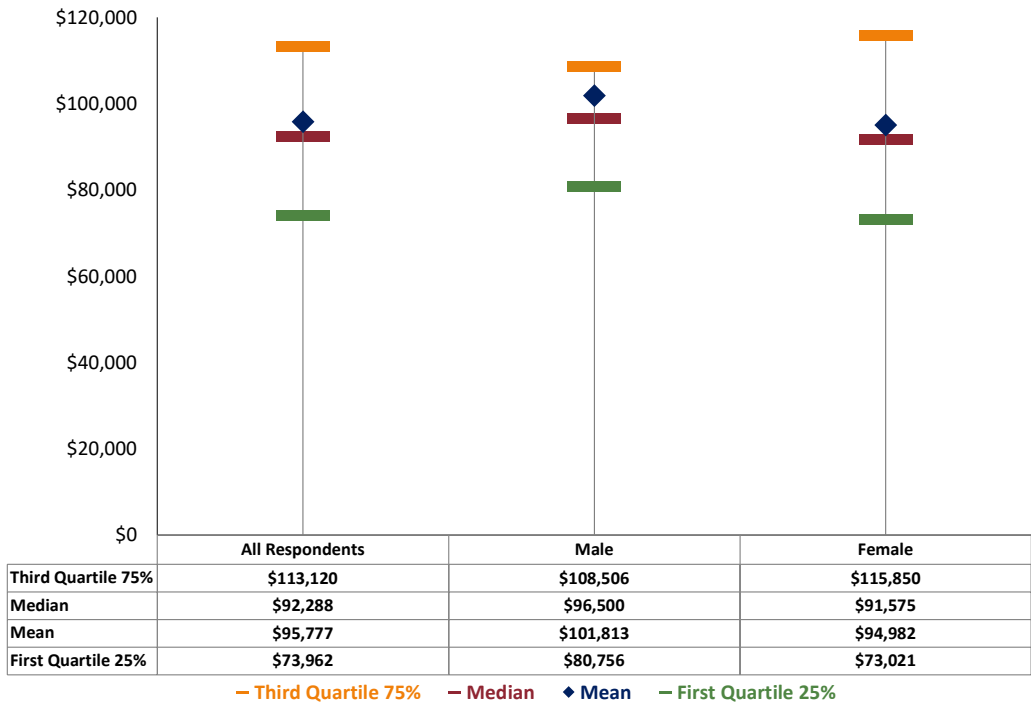 $120,000
$100,000
$80,000
$60,000
$40,000
$20,000
$0
All Respondents Male Female
Third Quartile 75% $113,120 $108,506 $115,850
Median $92,288 $96,500 $91,575
Mean $95,777 $101,813 $94,982
First Quartile 25% $73,962 $80,756 $73,021
Third Quartile 75% Median Mean First Quartile 25%